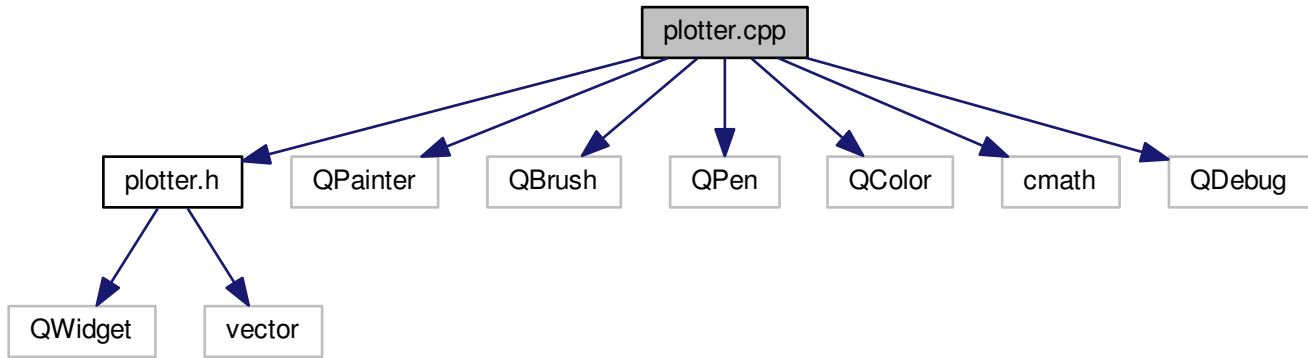 plotter.cpp
plotter.h
QPainter
QBrush
QPen
QColor
cmath
QDebug
QWidget
vector